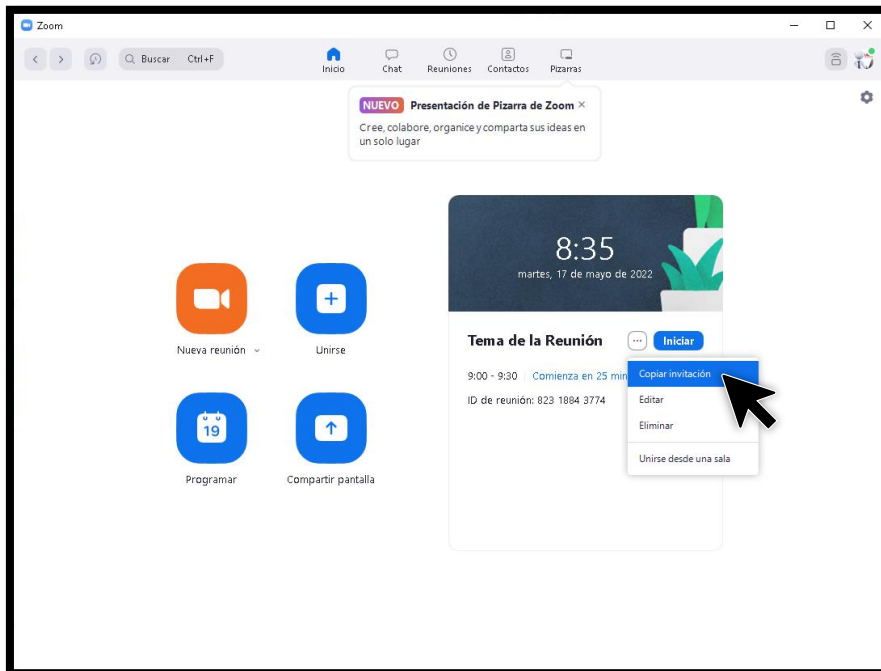 Zoom
Buscar Ctrl+F
Inicio
Chat
Reuniones
Contactos
Pizarras
NUEVO Presentación de Pizarra de Zoom
Cree, colabore, organice y comparta sus ideas en
un solo lugar
8:35
martes, 17 de mayo de 2022
Nueva reunión
Unirse
19
Programar
Compartir pantalla
Tema de la Reunión
Iniciar
9:00 - 9:30 Comienza en 25 min
ID de reunión: 823 1884 3774
Copiar invitación
Editar
Eliminar
Unirse desde una sala